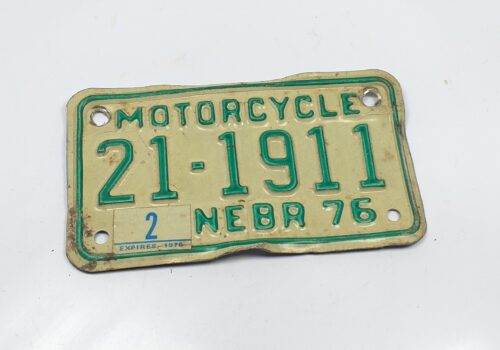 MOTORCYCLE
21-1911
2
EXPIRES 1976
NEBR 76